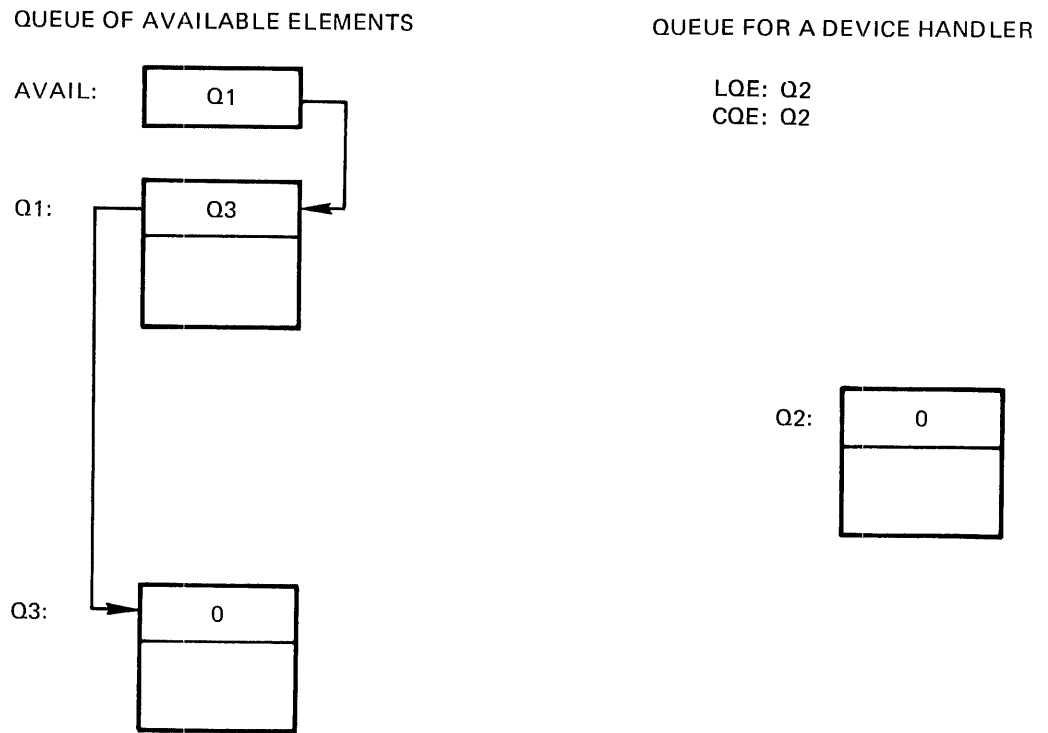 QUEUE OF AVAILABLE ELEMENTS
QUEUE FOR A DEVICE HANDLER
AVAIL: Q1
LQE: Q2
CQE: Q2
Q1: Q3
Q2: 0
Q3: 0